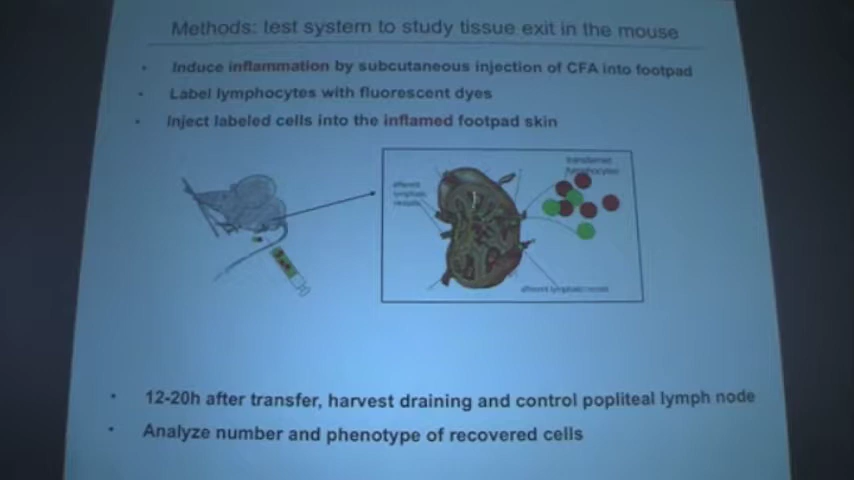 Methods: test system to study tissue exit in the mouse
• Induce inflammation by subcutaneous injection of CFA into footpad
• Label lymphocytes with fluorescent dyes
• Inject labeled cells into the inflamed footpad skin
transferred
lymphocytes
afferent
lymphatic
vessels
afferent lymphatic vessels
• 12-20h after transfer, harvest draining and control popliteal lymph node
• Analyze number and phenotype of recovered cells